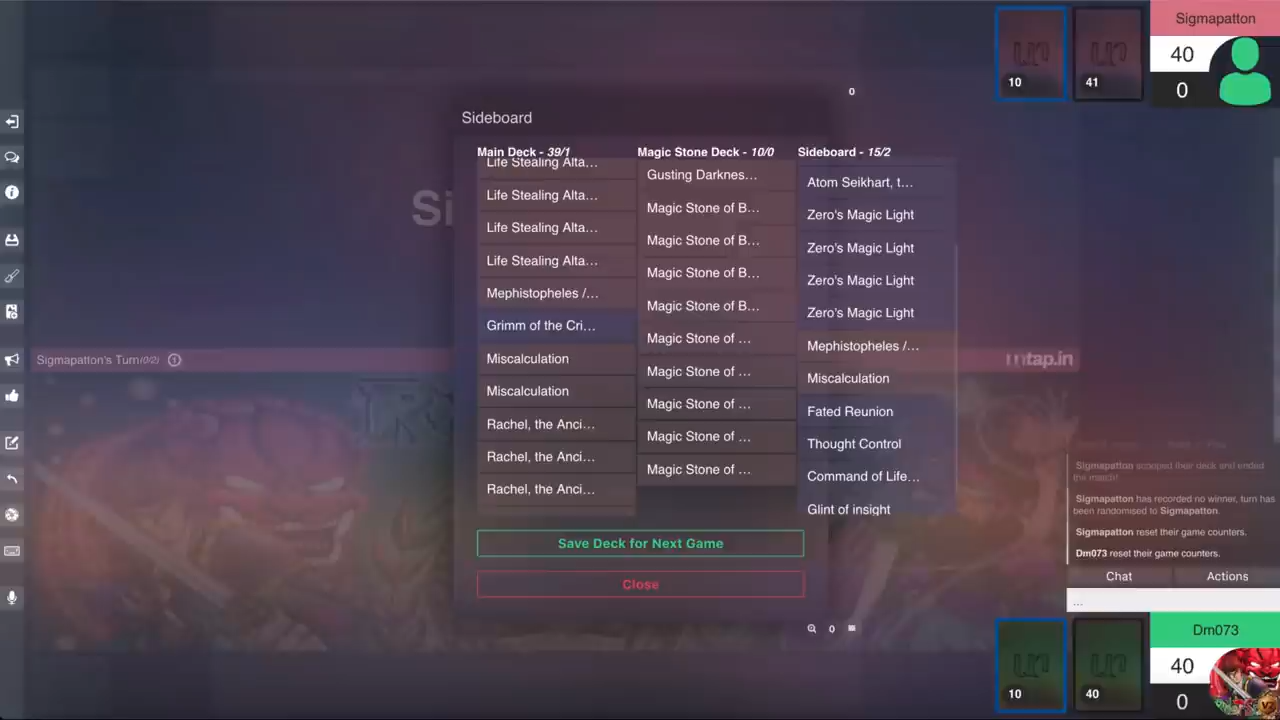 Sigmapatton
40
0
10
41
0
Sideboard
Main Deck - 39/1
Magic Stone Deck - 10/0
Sideboard - 15/2
Life Stealing Alta...
Life Stealing Alta...
Life Stealing Alta...
Life Stealing Alta...
Mephistopheles /...
Grimm of the Cri...
Miscalculation
Miscalculation
Rachel, the Anci...
Rachel, the Anci...
Rachel, the Anci...
Gusting Darknes...
Magic Stone of B...
Magic Stone of B...
Magic Stone of B...
Magic Stone of B...
Magic Stone of ...
Magic Stone of ...
Magic Stone of ...
Magic Stone of ...
Magic Stone of ...
Atom Seikhart, t...
Zero's Magic Light
Zero's Magic Light
Zero's Magic Light
Zero's Magic Light
Mephistopheles /...
Miscalculation
Fated Reunion
Thought Control
Command of Life...
Glint of insight
Si
Sigmapatton's Turn(0/2)
untap.in
Save Deck for Next Game
Close
Sigmapatton accepted their deck and ended
the match!
Sigmapatton has recorded no winner, turn has
been randomised to Sigmapatton.
Sigmapatton reset their game counters.
Dm073 reset their game counters.
Chat
Actions
...
0
Dm073
40
0
10
40